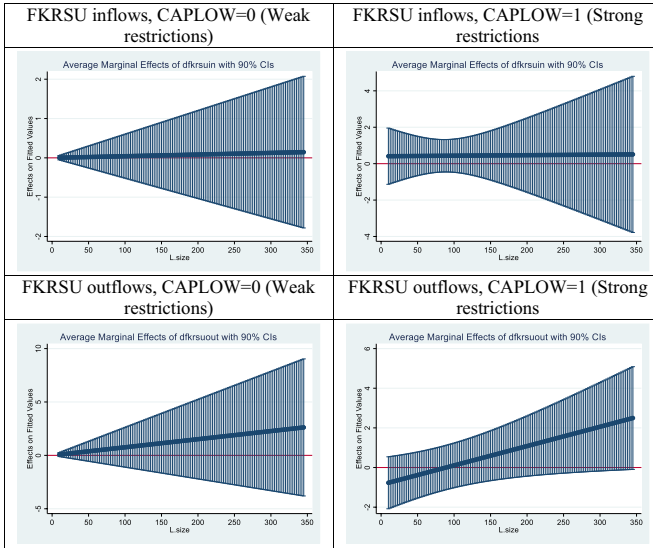 FKRSU inflows, CAPLOW=0 (Weak
restrictions)
Average Marginal Effects of dfkrsuin with 90% CIs
Effects on Fitted Values
2
1
0
-1
-2
0 50 100 150 200 250 300 350
L.size
FKRSU inflows, CAPLOW=1 (Strong
restrictions
Average Marginal Effects of dfkrsuin with 90% CIs
Effects on Fitted Values
4
2
0
-2
-4
0 50 100 150 200 250 300 350
L.size
FKRSU outflows, CAPLOW=0 (Weak
restrictions)
Average Marginal Effects of dfkrsuout with 90% CIs
Effects on Fitted Values
10
5
0
-5
0 50 100 150 200 250 300 350
L.size
FKRSU outflows, CAPLOW=1 (Strong
restrictions
Average Marginal Effects of dfkrsuout with 90% CIs
Effects on Fitted Values
6
4
2
0
-2
0 50 100 150 200 250 300 350
L.size